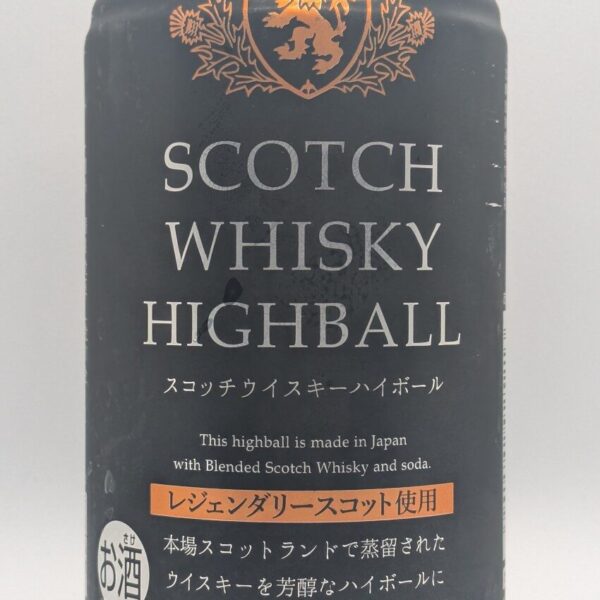 SCOTCH
WHISKY
HIGHBALL
スコッチウイスキーハイボール
This highball is made in Japan
with Blended Scotch Whisky and soda.
レジェンダリースコット使用
さけ
お酒
本場スコットランドで蒸留された
ウイスキーを芳醇なハイボールに